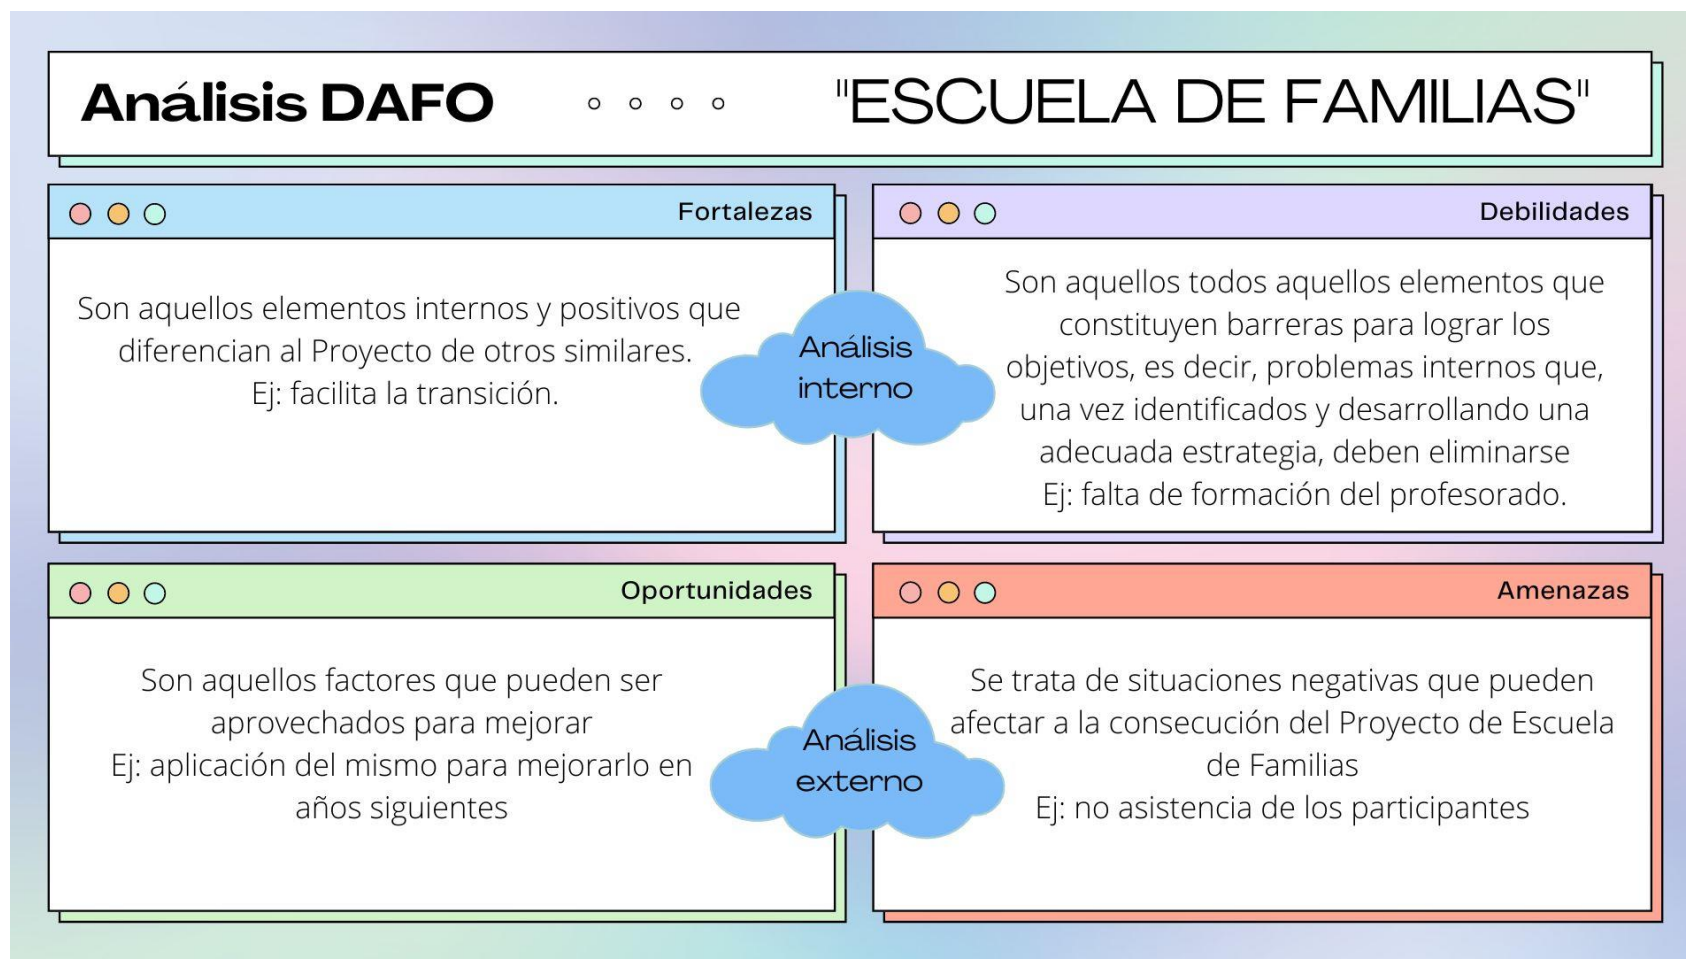 Análisis DAFO
"ESCUELA DE FAMILIAS"
Fortalezas
Son aquellos elementos internos y positivos que
diferencian al Proyecto de otros similares.
Ej: facilita la transición.
Análisis
interno
Debilidades
Son aquellos todos aquellos elementos que
constituyen barreras para lograr los
objetivos, es decir, problemas internos que,
una vez identificados y desarrollando una
adecuada estrategia, deben eliminarse
Ej: falta de formación del profesorado.
Oportunidades
Son aquellos factores que pueden ser
aprovechados para mejorar
Ej: aplicación del mismo para mejorarlo en
años siguientes
Análisis
externo
Amenazas
Se trata de situaciones negativas que pueden
afectar a la consecución del Proyecto de Escuela
de Familias
Ej: no asistencia de los participantes